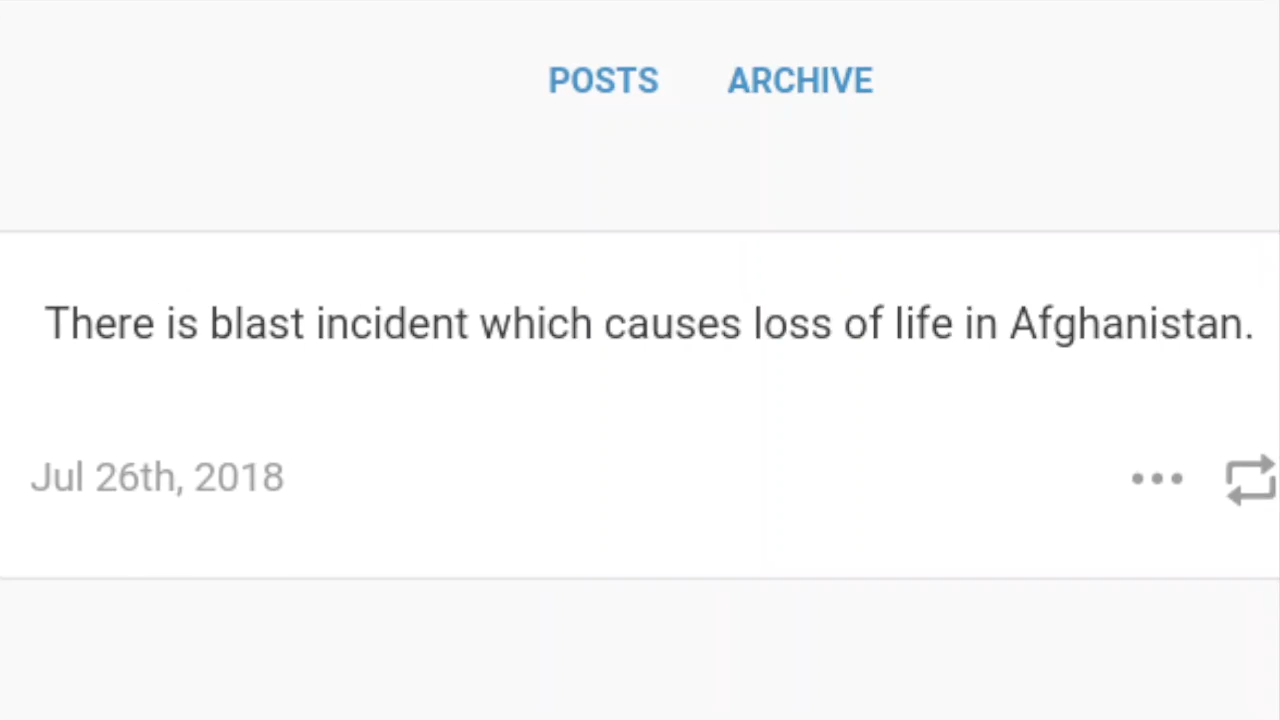 POSTS ARCHIVE
There is blast incident which causes loss of life in Afghanistan.
Jul 26th, 2018